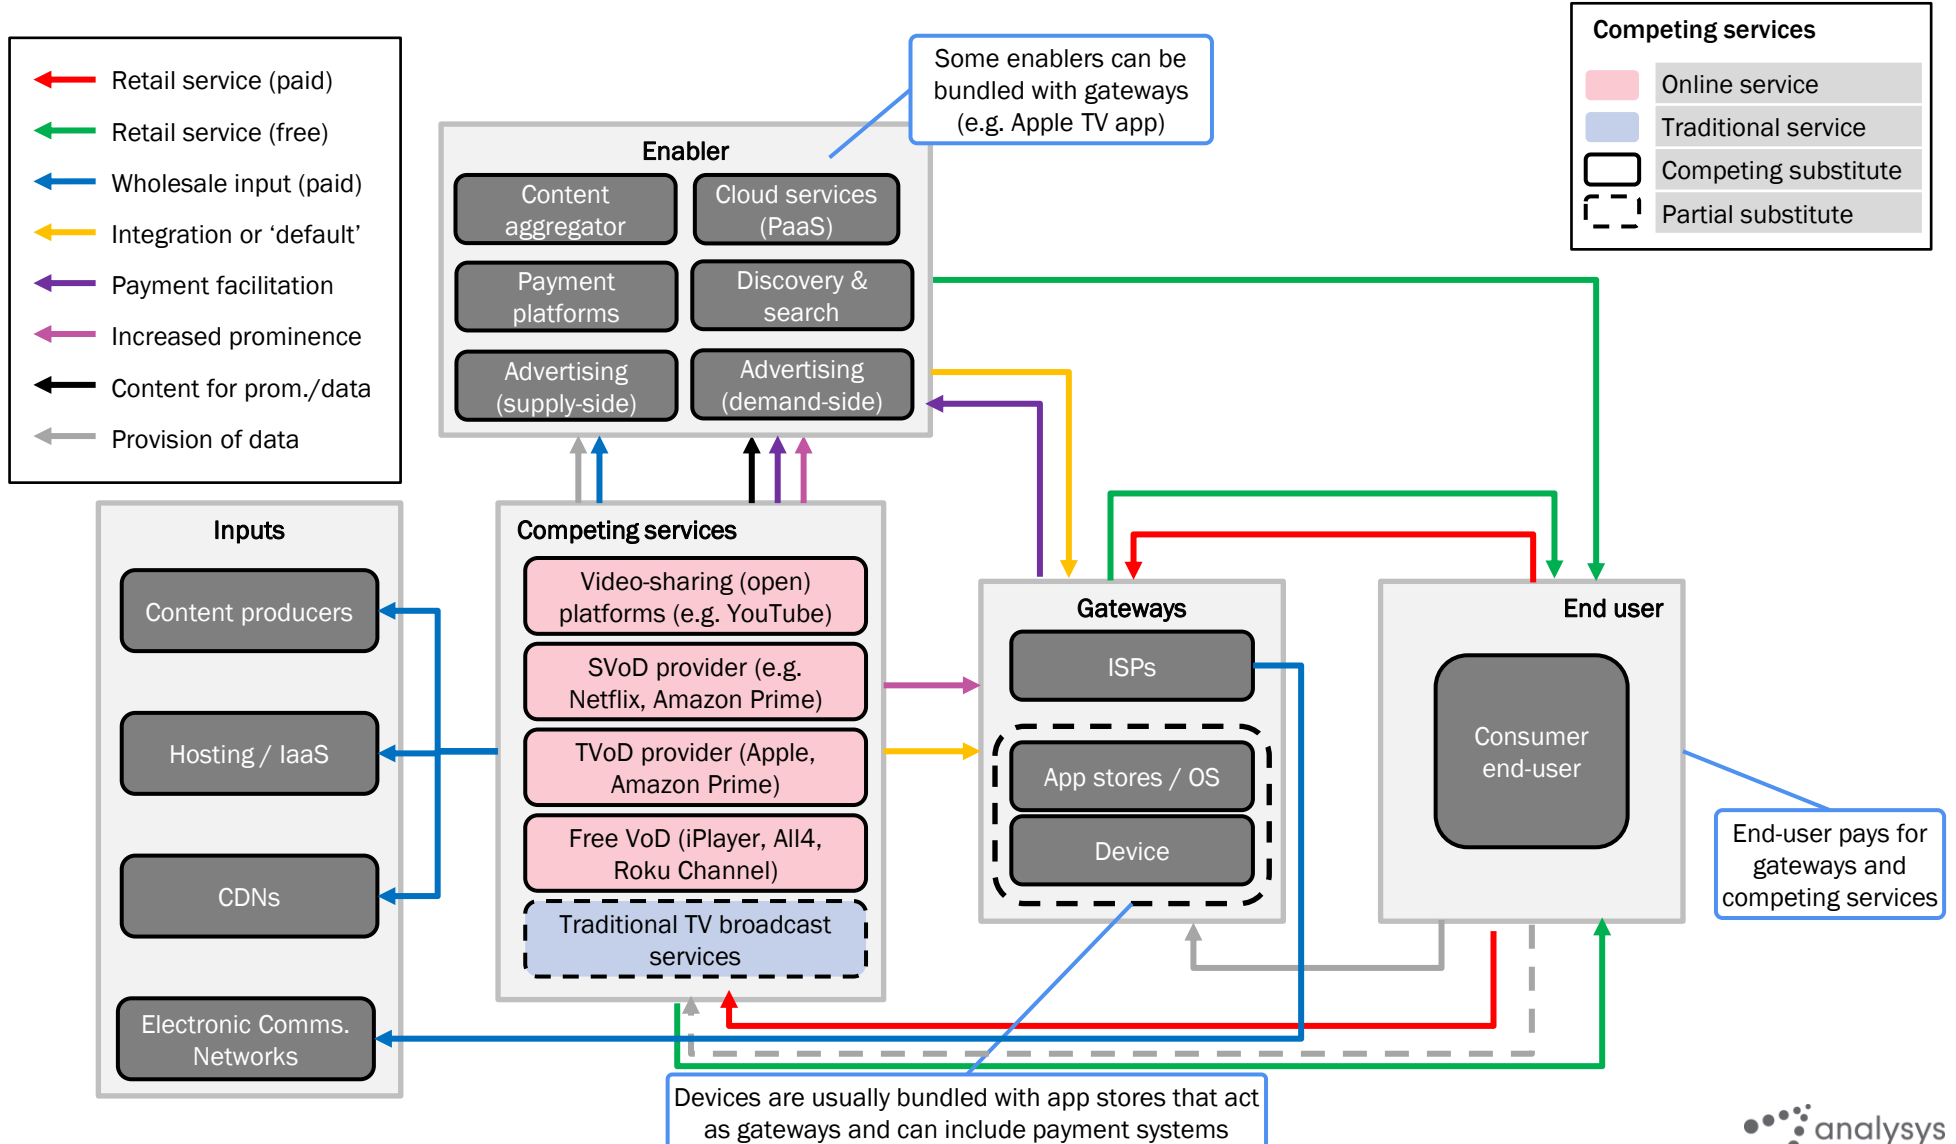 Retail service (paid)
Retail service (free)
Wholesale input (paid)
Integration or ‘default’
Payment facilitation
Increased prominence
Content for prom./data
Provision of data
Some enablers can be
bundled with gateways
(e.g. Apple TV app)
Competing services
Online service
Traditional service
Competing substitute
Partial substitute
Enabler
Content
aggregator
Cloud services
(PaaS)
Payment
platforms
Discovery &
search
Advertising
(supply-side)
Advertising
(demand-side)
Inputs
Content producers
Hosting / IaaS
CDNs
Electronic Comms.
Networks
Competing services
Video-sharing (open)
platforms (e.g. YouTube)
SVoD provider (e.g.
Netflix, Amazon Prime)
TVoD provider (Apple,
Amazon Prime)
Free VoD (iPlayer, All4,
Roku Channel)
Traditional TV broadcast
services
Gateways
ISPs
App stores / OS
Device
End user
Consumer
end-user
End-user pays for
gateways and
competing services
Devices are usually bundled with app stores that act
as gateways and can include payment systems
analysys